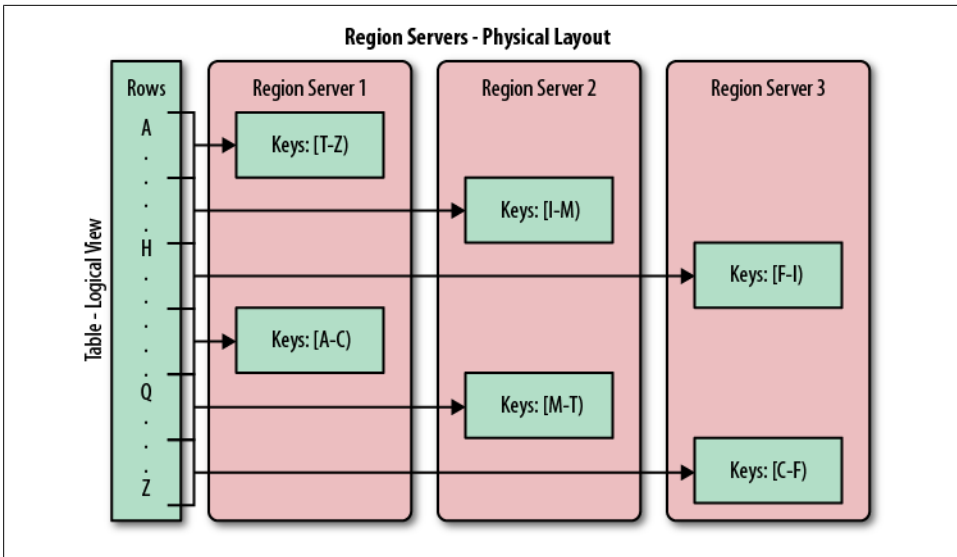 Region Servers - Physical Layout
Rows
Region Server 1
Region Server 2
Region Server 3
Table - Logical View
A
.
.
.
H
.
.
.
.
Q
.
.
.
Z
Keys: [T-Z)
Keys: [I-M)
Keys: [F-I)
Keys: [A-C)
Keys: [M-T)
Keys: [C-F)